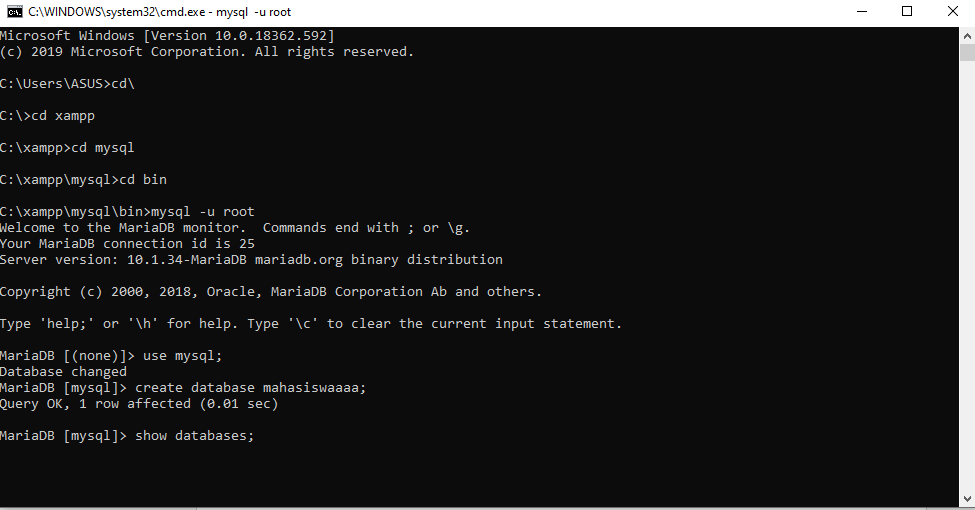 C:\WINDOWS\system32\cmd.exe - mysql -u root
Microsoft Windows [Version 10.0.18362.592]
(c) 2019 Microsoft Corporation. All rights reserved.
C:\Users\ASUS>cd\
C:\>cd xampp
C:\xampp>cd mysql
C:\xampp\mysql>cd bin
C:\xampp\mysql\bin>mysql -u root
Welcome to the MariaDB monitor.  Commands end with ; or \g.
Your MariaDB connection id is 25
Server version: 10.1.34-MariaDB mariadb.org binary distribution
Copyright (c) 2000, 2018, Oracle, MariaDB Corporation Ab and others.
Type 'help;' or '\h' for help. Type '\c' to clear the current input statement.
MariaDB [(none)]> use mysql;
Database changed
MariaDB [mysql]> create database mahasiswaaaa;
Query OK, 1 row affected (0.01 sec)
MariaDB [mysql]> show databases;